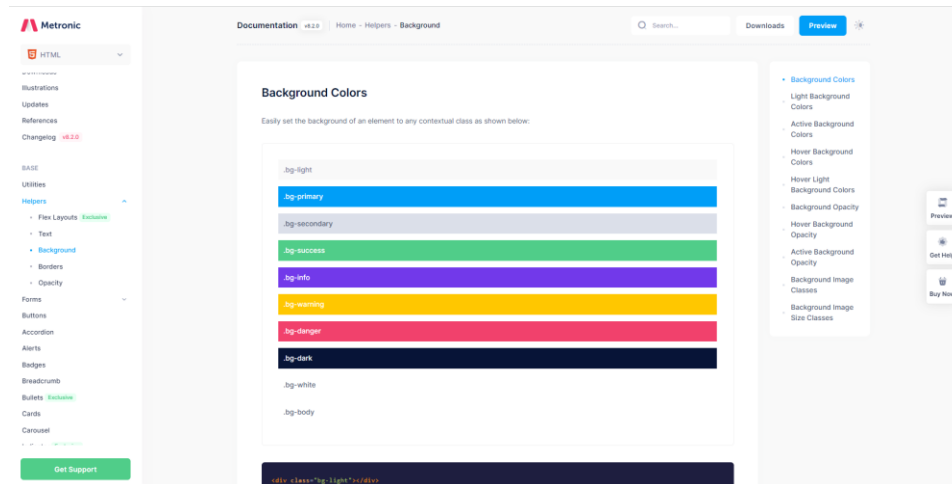 Metronic
HTML
Illustrations
Updates
References
Changelog v8.2.0
BASE
Utilities
Helpers
Flex Layouts Exclusive
Text
Background
Borders
Opacity
Forms
Buttons
Accordion
Alerts
Badges
Breadcrumb
Bullets Exclusive
Cards
Carousel
Get Support
Documentation v8.2.0 Home - Helpers - Background
Search...
Downloads
Preview
Background Colors
Easily set the background of an element to any contextual class as shown below:
.bg-light
.bg-primary
.bg-secondary
.bg-success
.bg-info
.bg-warning
.bg-danger
.bg-dark
.bg-white
.bg-body
<div class="bg-light"></div>
Background Colors
Light Background
Colors
Active Background
Colors
Hover Background
Colors
Hover Light
Background Colors
Background Opacity
Hover Background
Opacity
Active Background
Opacity
Background Image
Classes
Background Image
Size Classes
Preview
Get Help
Buy Now